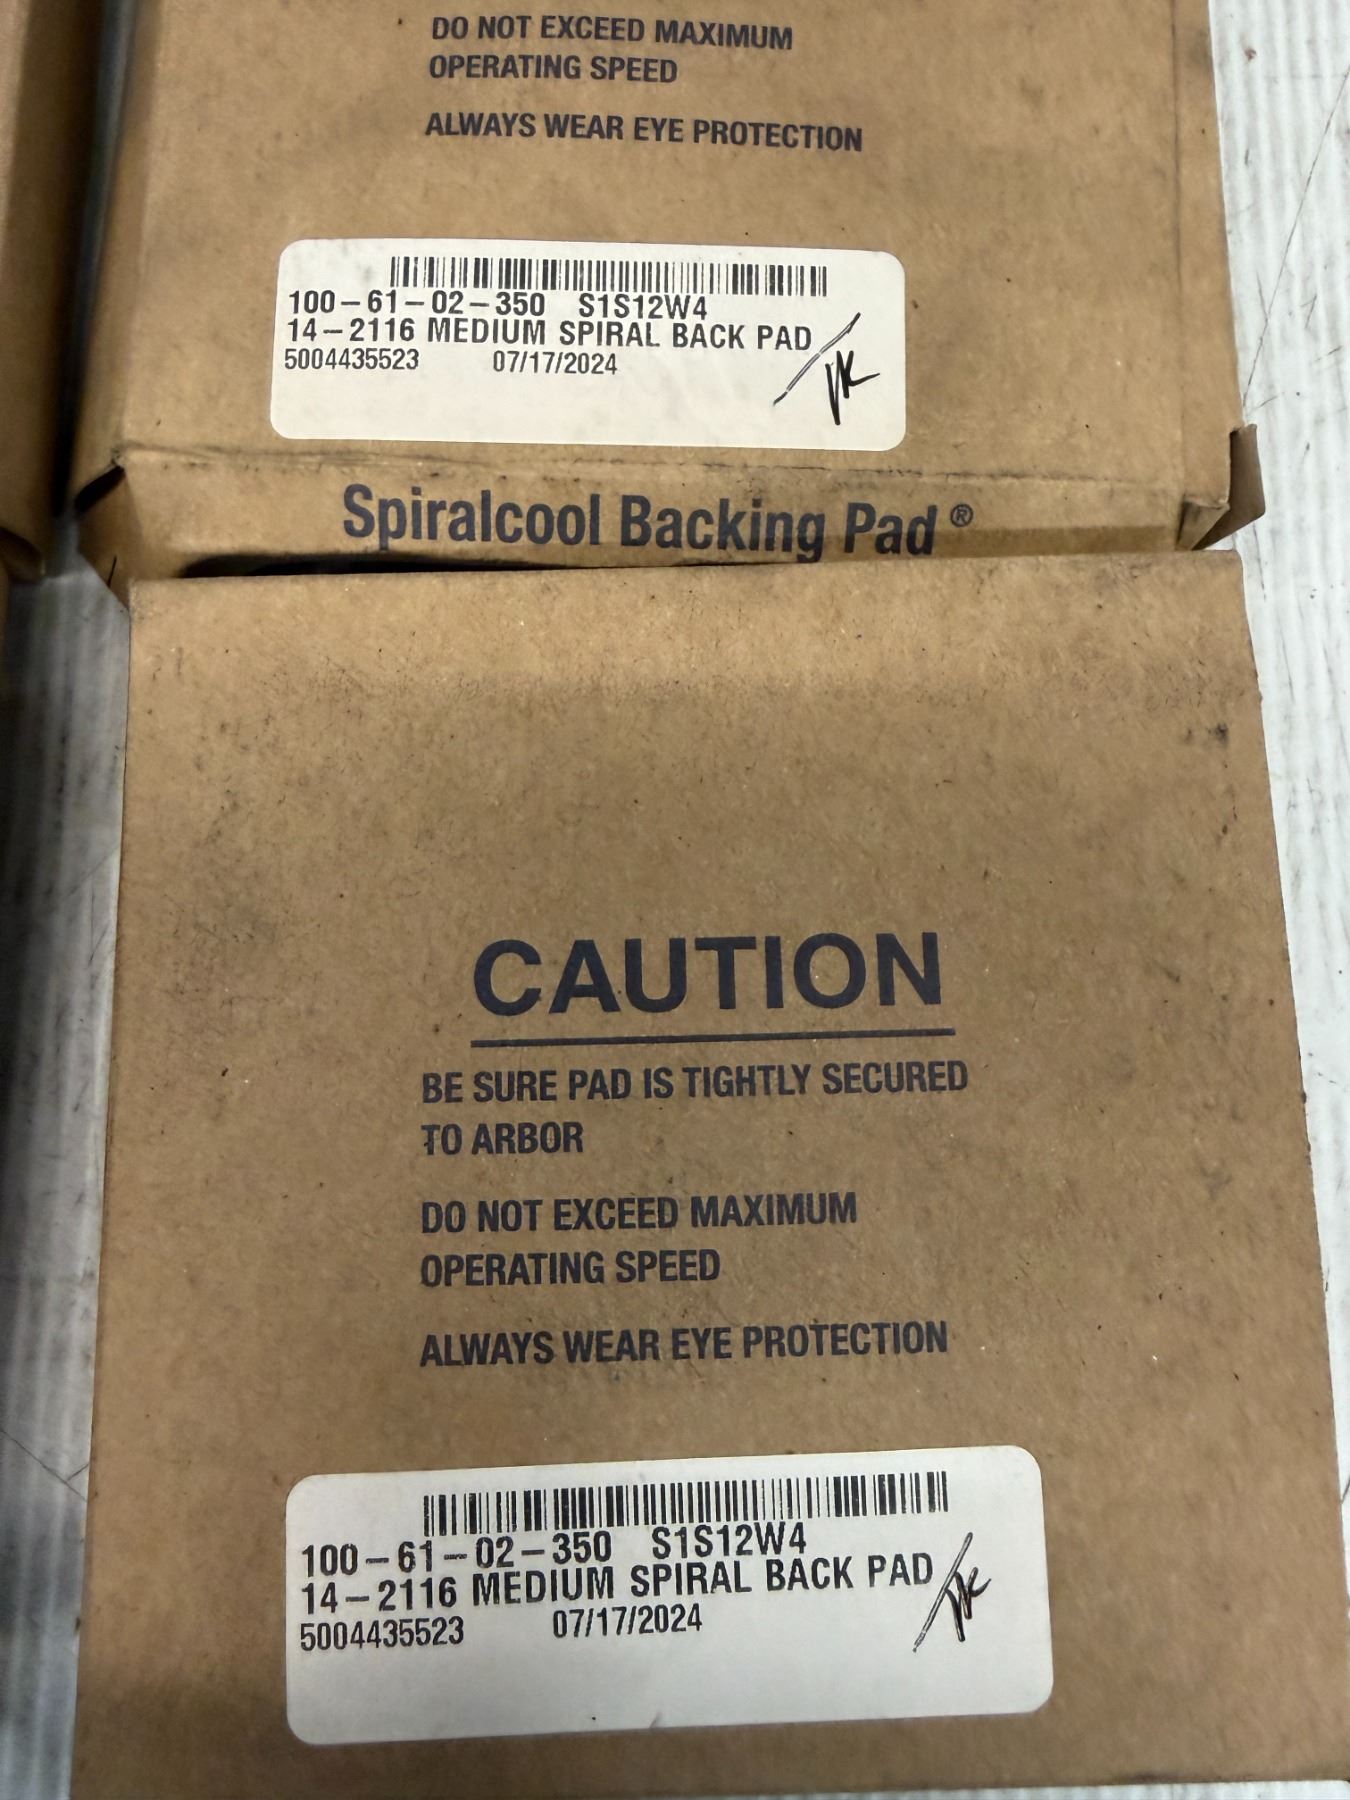 DO NOT EXCEED MAXIMUM
OPERATING SPEED
ALWAYS WEAR EYE PROTECTION
100-61-02-350 S1S12W4
14-2116 MEDIUM SPIRAL BACK PAD
5004435523 07/17/2024
Spiralcool Backing Pad®
CAUTION
BE SURE PAD IS TIGHTLY SECURED
TO ARBOR
DO NOT EXCEED MAXIMUM
OPERATING SPEED
ALWAYS WEAR EYE PROTECTION
100-61-02-350 S1S12W4
14-2116 MEDIUM SPIRAL BACK PAD
5004435523 07/17/2024